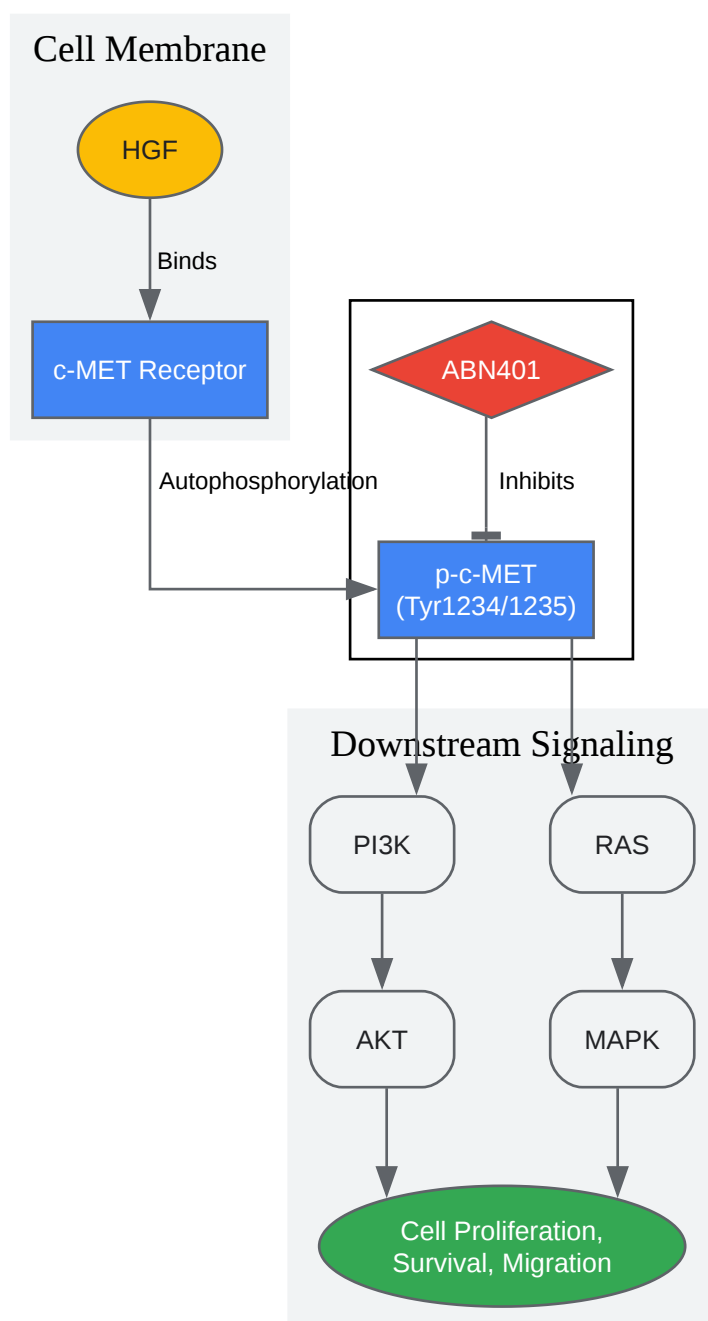 Cell Membrane
HGF
Binds
c-MET Receptor
ABN401
Autophosphorylation
Inhibits
p-c-MET
(Tyr1234/1235)
Downstream Signaling
PI3K
RAS
AKT
MAPK
Cell Proliferation,
Survival, Migration